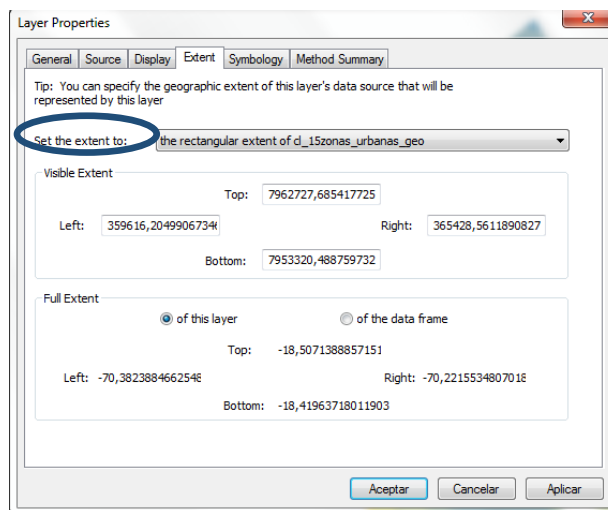 Layer Properties
General Source Display Extent Symbology Method Summary
Tip: You can specify the geographic extent of this layer's data source that will be
represented by this layer
Set the extent to: the rectangular extent of cl_15zonas_urbanas_geo
Visible Extent
Top: 7962727,685417725
Left: 359616,2049906734 Right: 365428,5611890827
Bottom: 7953320,488759732
Full Extent
of this layer of the data frame
Top: -18,5071388857151
Left: -70,3823884662548 Right: -70,2215534807018
Bottom: -18,41963718011903
Aceptar Cancelar Aplicar